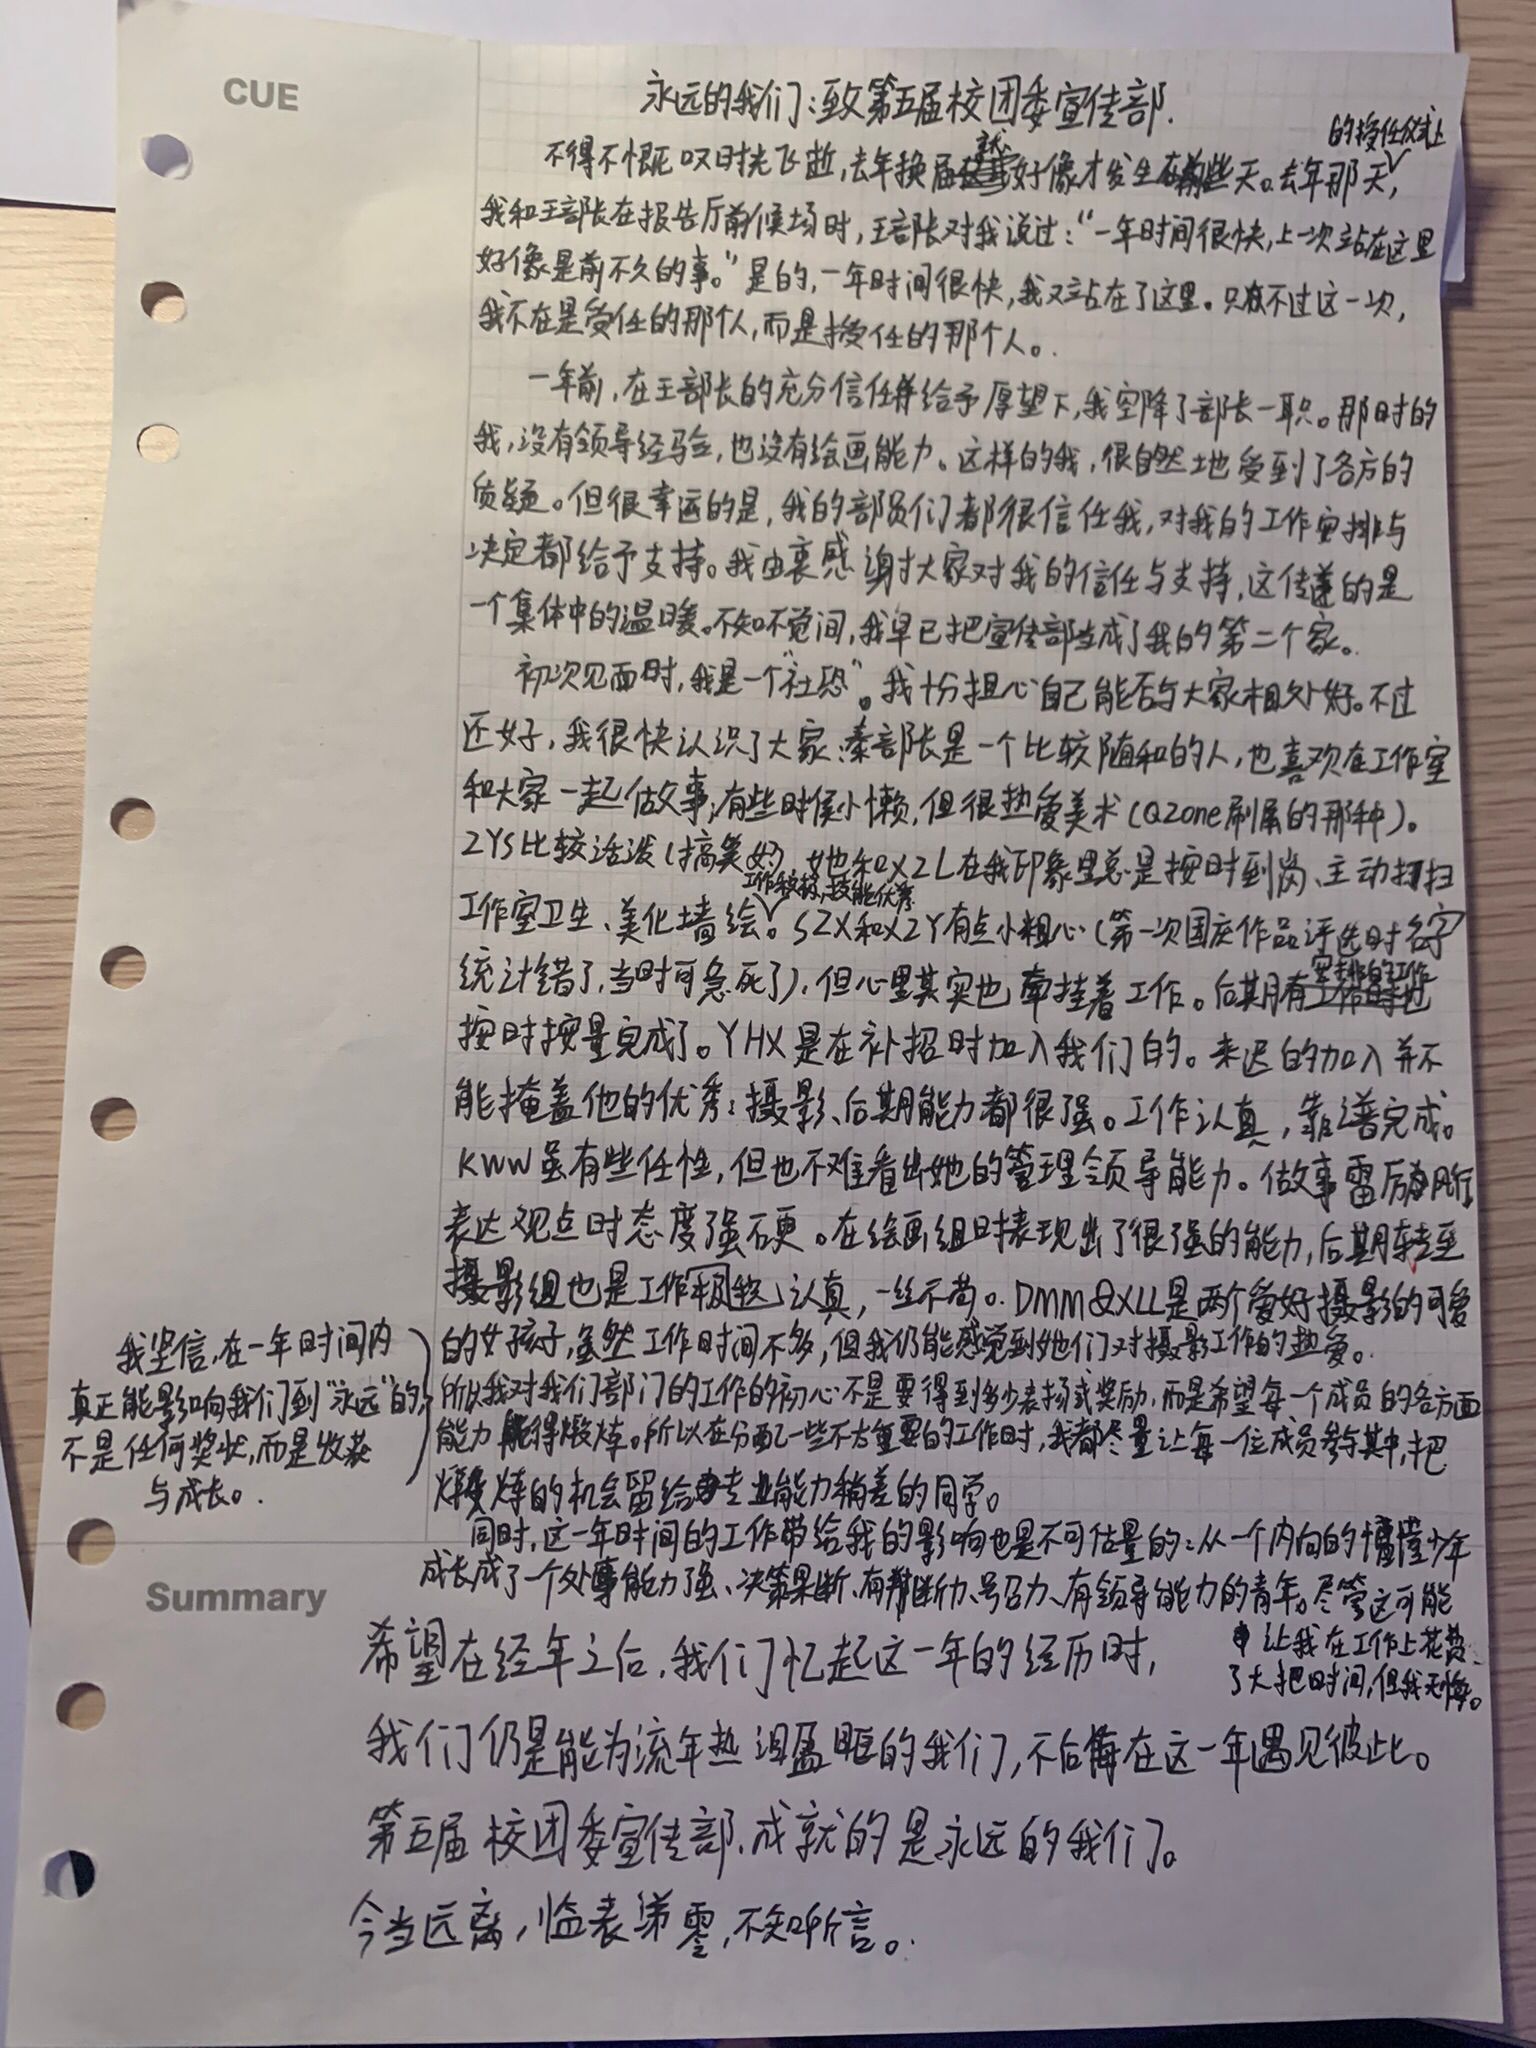 CUE
永远的我们：致第五届校团委宣传部.
的授任仪式上
不得不慨叹时光飞逝，去年换届就好像才发生在前些天。去年那天，
我和王部长在报告厅前候场时，王部长对我说过：“一年时间很快，上一次站在这里
好像是前不久的事。”是的，一年时间很快，我又站在了这里。只不过这一次，
我不在是受任的那个人，而是授任的那个人。
一年前，在王部长的充分信任并给予厚望下，我空降了部长一职。那时的
我，没有领导经验，也没有绘画能力。这样的我，很自然地受到了各方的
质疑。但很幸运的是，我的部员们都很信任我，对我的工作安排与
决定都给予支持。我由衷感谢大家对我的信任与支持，这传递的是
一个集体中的温暖。不知不觉间，我早已把宣传部当成了我的第二个家。
初次见面时，我是一个“社恐”。我十分担心自己能否与大家相处好。不过
还好，我很快认识了大家：秦部长是一个比较随和的人，也喜欢在工作室
和大家一起做故事，有些时侯小懒，但很热爱美术（QZone刷屏的那种）。
ZYS比较活泼（搞笑好），她和XZL在我印象里总是按时到岗、主动打扫
工作室卫生、美化墙绘。SZX和XZY有点小粗心（第一次国庆作品评选时名字
统计错了，当时可急死了），但心里其实也牵挂着工作。后期有安排的工作也
按时按量完成了。YHX是在补招时加入我们的。来迟的加入并不
能掩盖他的优秀：摄影、后期能力都很强。工作认真，靠谱完成。
KWW虽有些任性，但也不难看出她的管理领导能力。做事雷厉风行
表达观点时态度强硬。在绘画组时表现出了很强的能力，后期转至
摄影组也是工作积极认真，一丝不苟。DMM及XLL是两个爱好摄影的可爱
的女孩子，虽然工作时间不多，但我仍能感觉到她们对摄影工作的热爱。
我坚信，在一年时间内
真正能影响我们到“永远”的，
不是任何奖状，而是收获
与成长。
所以我对我们部门的工作的初心不是要得到多少表扬或奖励，而是希望每一个成员的各方面
能力能得煅炼。所以在分配一些不太重要的工作时，我都尽量让每一位成员参与其中，把
煅炼的机会留给专业能力稍差的同学。
同时，这一年时间的工作带给我的影响也是不可估量的：从一个内向的懵懂少年
成长成了一个处事能力强、决策果断、有判断力、号召力、有领导能力的青年。尽管这可能
让我在工作上花费
了大把时间，但我无悔。
Summary
希望在经年之后，我们忆起这一年的经历时，
我们仍是能为流年热泪盈眶的我们，不后悔在这一年遇见彼此。
第五届校团委宣传部，成就的是永远的我们。
今当远离，临表涕零，不知所言。